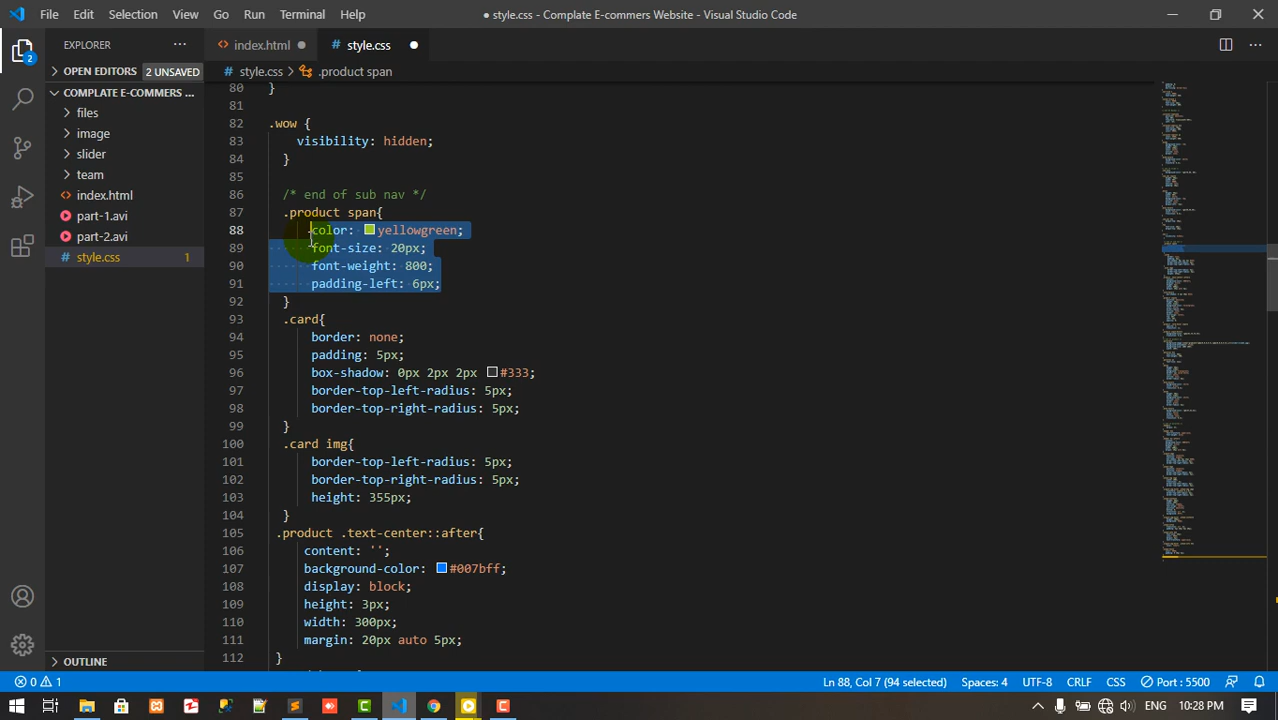 File Edit Selection View Go Run Terminal Help
● style.css - Complate E-commers Website - Visual Studio Code
EXPLORER
index.html
style.css
OPEN EDITORS 2 UNSAVED
style.css > .product span
COMPLATE E-COMMERS ...
files
image
slider
team
index.html
part-1.avi
part-2.avi
style.css 1
2
80 }
81
82 .wow {
83 visibility: hidden;
84 }
85
86 /* end of sub nav */
87 .product span{
88 color: yellowgreen;
89 font-size: 20px;
90 font-weight: 800;
91 padding-left: 6px;
92 }
93 .card{
94 border: none;
95 padding: 5px;
96 box-shadow: 0px 2px 2px #333;
97 border-top-left-radius: 5px;
98 border-top-right-radius: 5px;
99 }
100 .card img{
101 border-top-left-radius: 5px;
102 border-top-right-radius: 5px;
103 height: 355px;
104 }
105 .product .text-center::after{
106 content: '';
107 background-color: #007bff;
108 display: block;
109 height: 3px;
110 width: 300px;
111 margin: 20px auto 5px;
112 }
OUTLINE
0 1
Ln 88, Col 7 (94 selected) Spaces: 4 UTF-8 CRLF CSS Port : 5500
10:28 PM